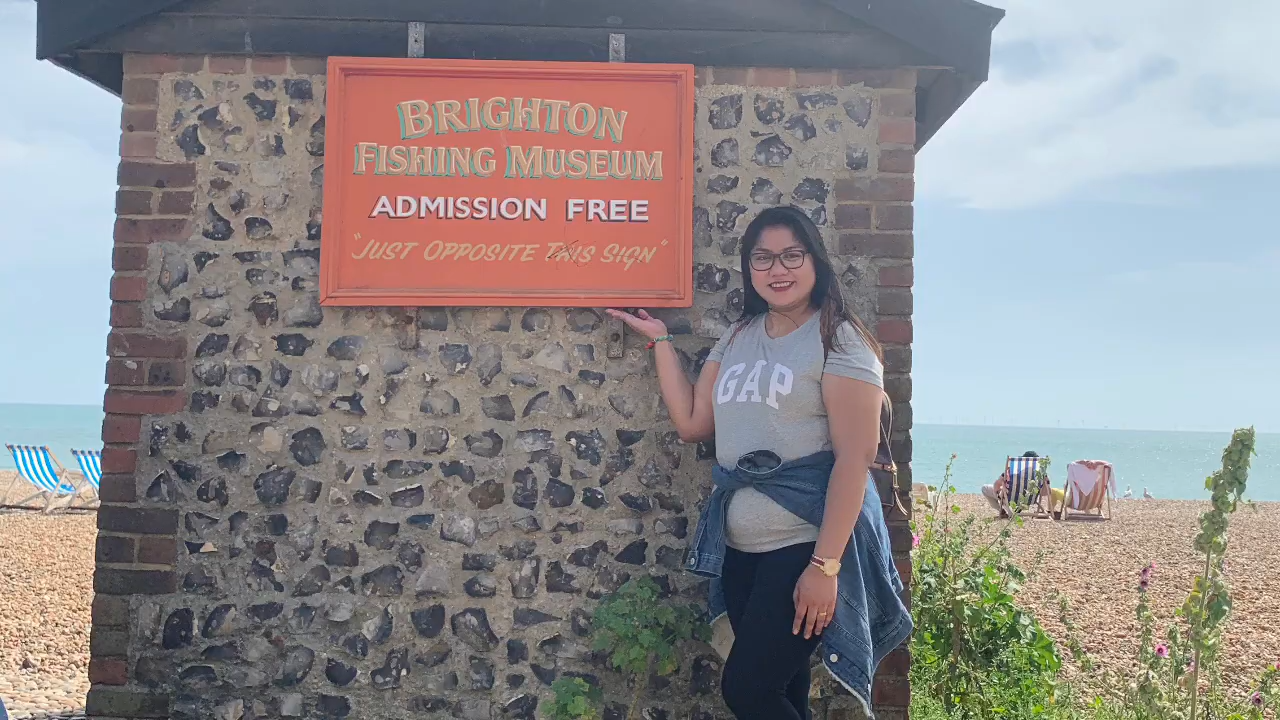 BRIGHTON
FISHING MUSEUM
ADMISSION FREE
"JUST OPPOSITE THIS SIGN"
GAP